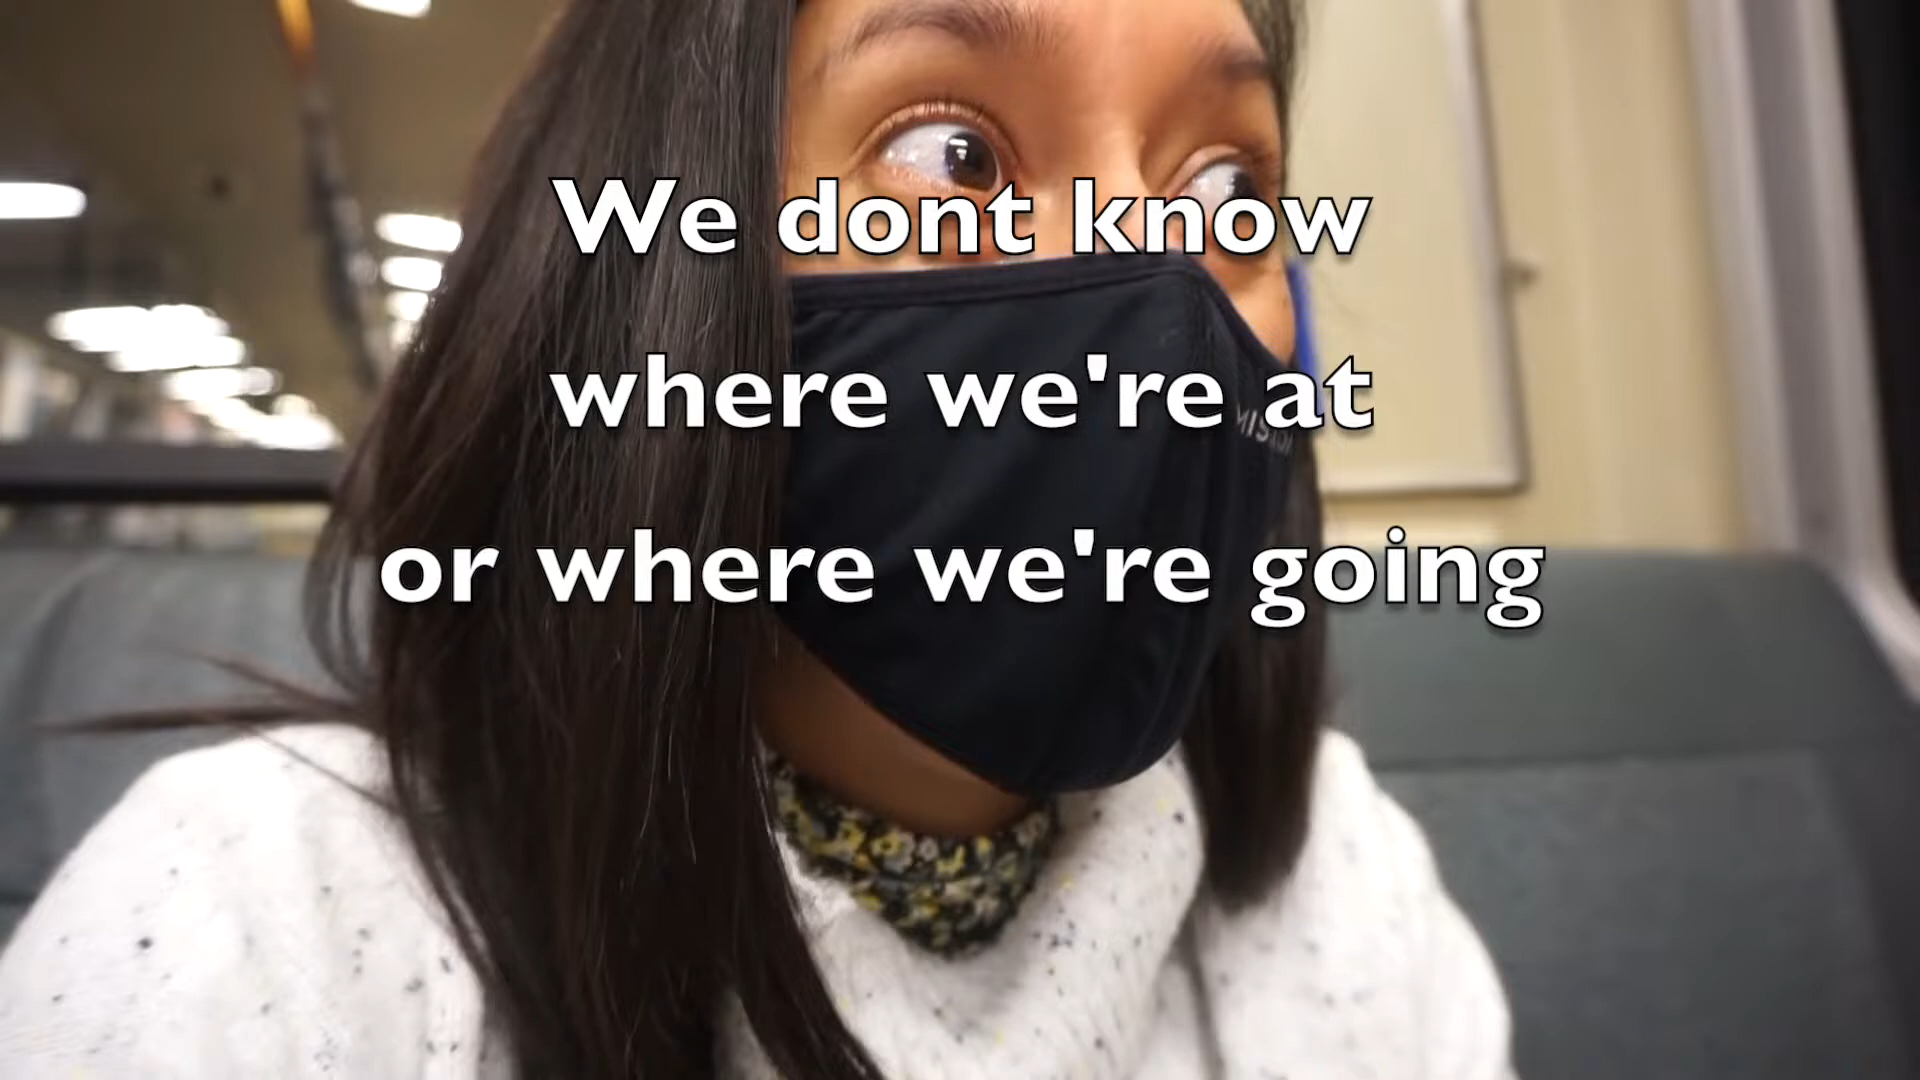 We dont know
where we're at
or where we're going